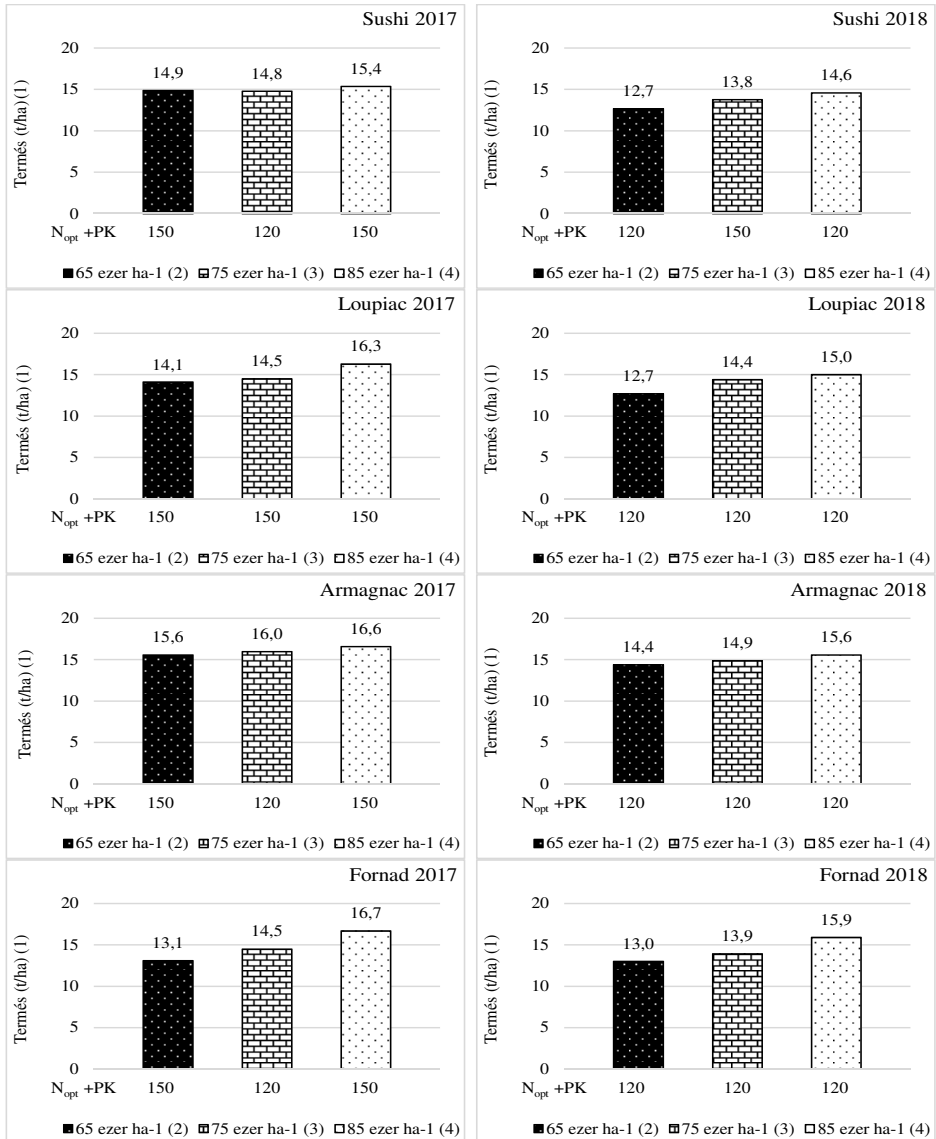 Sushi 2017
Termés (t/ha) (1)
20
15
10
5
0
14,9
14,8
15,4
Nopt +PK
150
120
150
65 ezer ha-1 (2) 75 ezer ha-1 (3) 85 ezer ha-1 (4)
Sushi 2018
Termés (t/ha) (1)
20
15
10
5
0
12,7
13,8
14,6
Nopt +PK
120
150
120
65 ezer ha-1 (2) 75 ezer ha-1 (3) 85 ezer ha-1 (4)
Loupiac 2017
Termés (t/ha) (1)
20
15
10
5
0
14,1
14,5
16,3
Nopt +PK
150
150
150
65 ezer ha-1 (2) 75 ezer ha-1 (3) 85 ezer ha-1 (4)
Loupiac 2018
Termés (t/ha) (1)
20
15
10
5
0
12,7
14,4
15,0
Nopt +PK
120
120
120
65 ezer ha-1 (2) 75 ezer ha-1 (3) 85 ezer ha-1 (4)
Armagnac 2017
Termés (t/ha) (1)
20
15
10
5
0
15,6
16,0
16,6
Nopt +PK
150
120
150
65 ezer ha-1 (2) 75 ezer ha-1 (3) 85 ezer ha-1 (4)
Armagnac 2018
Termés (t/ha) (1)
20
15
10
5
0
14,4
14,9
15,6
Nopt +PK
120
120
120
65 ezer ha-1 (2) 75 ezer ha-1 (3) 85 ezer ha-1 (4)
Fornad 2017
Termés (t/ha) (1)
20
15
10
5
0
13,1
14,5
16,7
Nopt +PK
150
120
150
65 ezer ha-1 (2) 75 ezer ha-1 (3) 85 ezer ha-1 (4)
Fornad 2018
Termés (t/ha) (1)
20
15
10
5
0
13,0
13,9
15,9
Nopt +PK
120
120
120
65 ezer ha-1 (2) 75 ezer ha-1 (3) 85 ezer ha-1 (4)